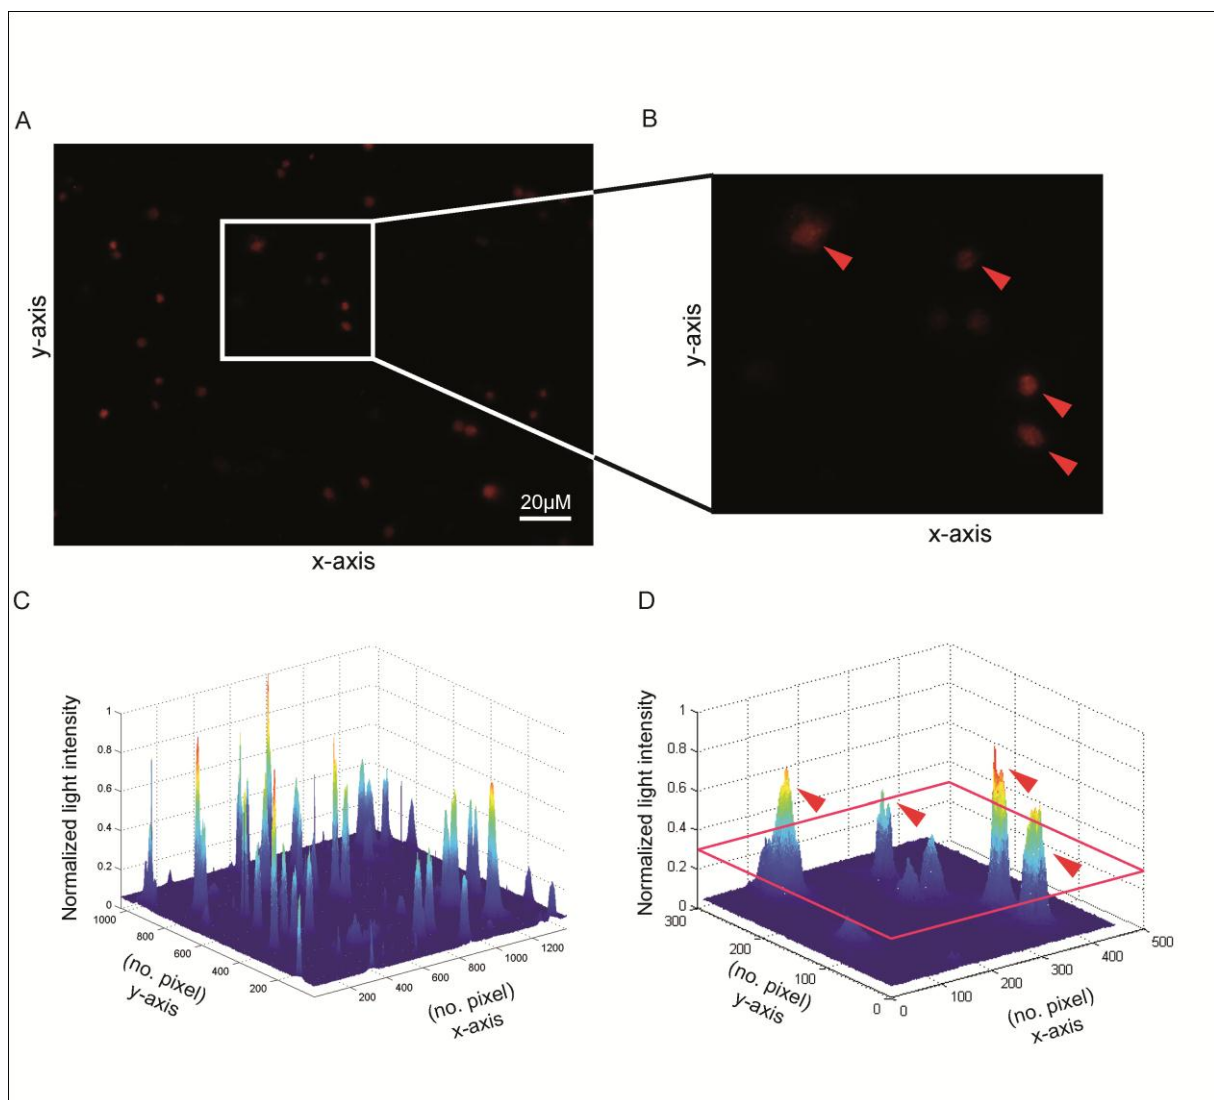 A
B
y-axis
20µM
x-axis
y-axis
x-axis
C
D
Normalized light intensity
1
0.8
0.6
0.4
0.2
0
1000
800
600
400
200
(no. pixel)
y-axis
200
400
600
800
1000
1200
(no. pixel)
x-axis
Normalized light intensity
1
0.8
0.6
0.4
0.2
0
300
200
100
0
(no. pixel)
y-axis
0
100
200
300
400
500
(no. pixel)
x-axis